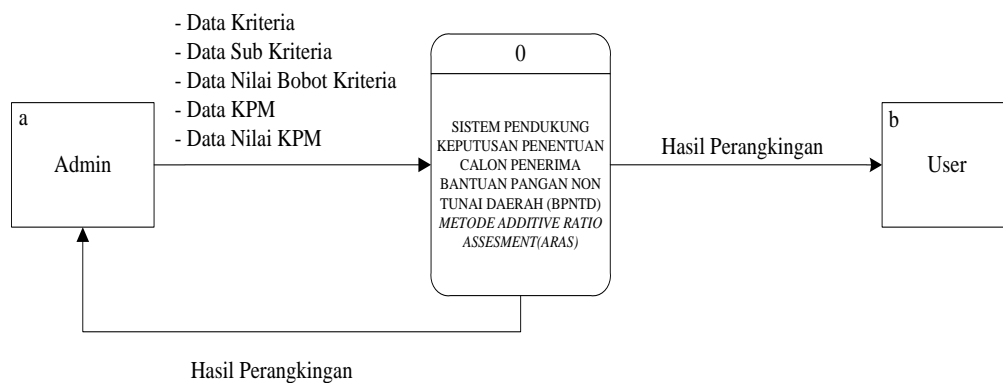 - Data Kriteria
- Data Sub Kriteria
- Data Nilai Bobot Kriteria
- Data KPM
- Data Nilai KPM
a
Admin
0
SISTEM PENDUKUNG
KEPUTUSAN PENENTUAN
CALON PENERIMA
BANTUAN PANGAN NON
TUNAI DAERAH (BPNTD)
METODE ADDITIVE RATIO
ASSESMENT(ARAS)
Hasil Perangkingan
b
User
Hasil Perangkingan